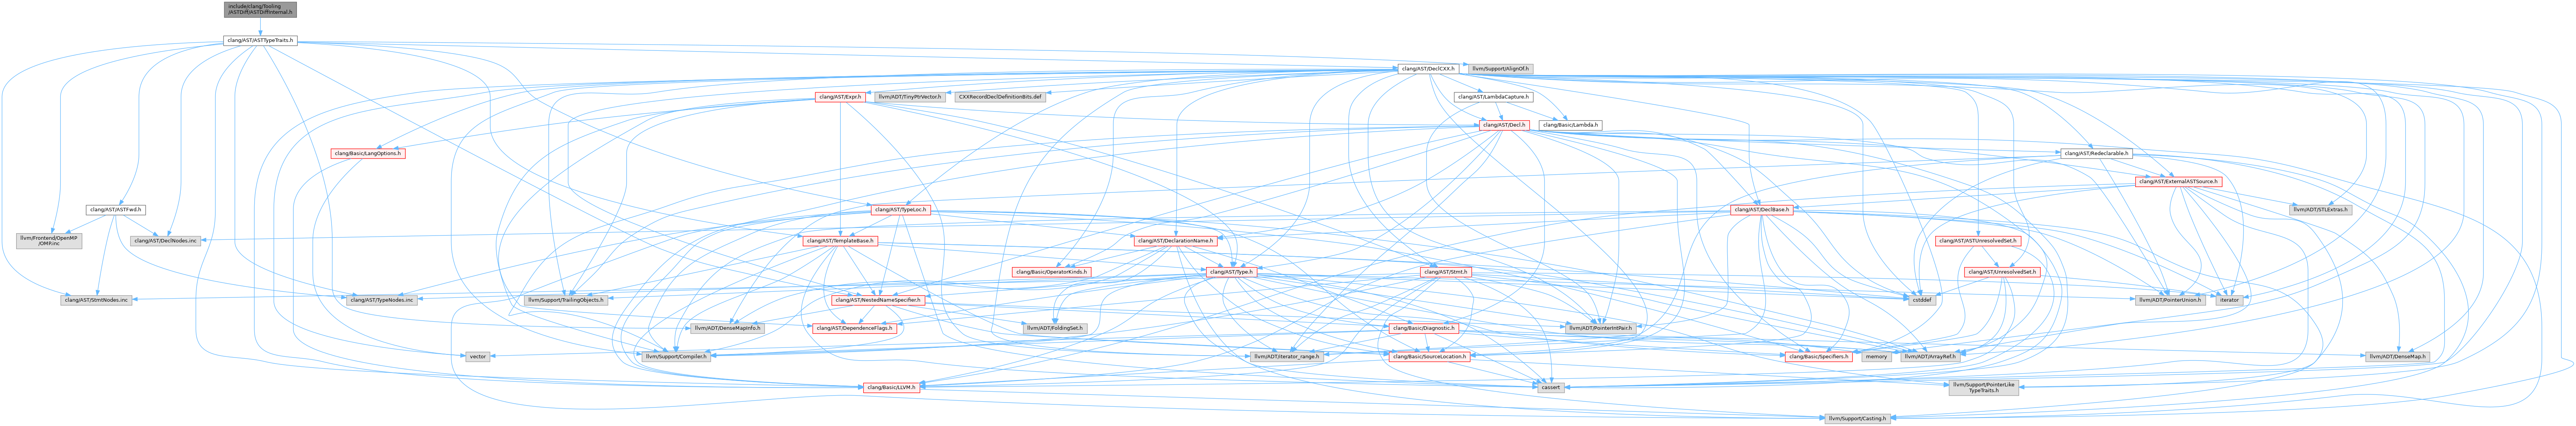 include/clang/Tooling
/ASTDiff/ASTDiffInternal.h
clang/AST/ASTTypeTraits.h
clang/AST/DeclCXX.h
llvm/Support/AlignOf.h
clang/AST/Expr.h
llvm/ADT/TinyPtrVector.h
CXXRecordDeclDefinitionBits.def
clang/AST/LambdaCapture.h
clang/AST/Decl.h
clang/Basic/Lambda.h
clang/Basic/LangOptions.h
clang/AST/Redeclarable.h
clang/AST/ExternalASTSource.h
clang/AST/ASTFwd.h
clang/AST/TypeLoc.h
clang/AST/DeclBase.h
llvm/ADT/STLExtras.h
llvm/Frontend/OpenMP
/OMP.inc
clang/AST/DeclNodes.inc
clang/AST/TemplateBase.h
clang/AST/DeclarationName.h
clang/AST/ASTUnresolvedSet.h
clang/Basic/OperatorKinds.h
clang/AST/Type.h
clang/AST/Stmt.h
clang/AST/UnresolvedSet.h
clang/AST/StmtNodes.inc
clang/AST/TypeNodes.inc
llvm/Support/TrailingObjects.h
clang/AST/NestedNameSpecifier.h
cstddef
llvm/ADT/PointerUnion.h
iterator
llvm/ADT/DenseMapInfo.h
clang/AST/DependenceFlags.h
llvm/ADT/FoldingSet.h
clang/Basic/Diagnostic.h
llvm/ADT/PointerIntPair.h
vector
llvm/Support/Compiler.h
llvm/ADT/iterator_range.h
clang/Basic/SourceLocation.h
clang/Basic/Specifiers.h
memory
llvm/ADT/ArrayRef.h
llvm/ADT/DenseMap.h
clang/Basic/LLVM.h
cassert
llvm/Support/PointerLike
TypeTraits.h
llvm/Support/Casting.h